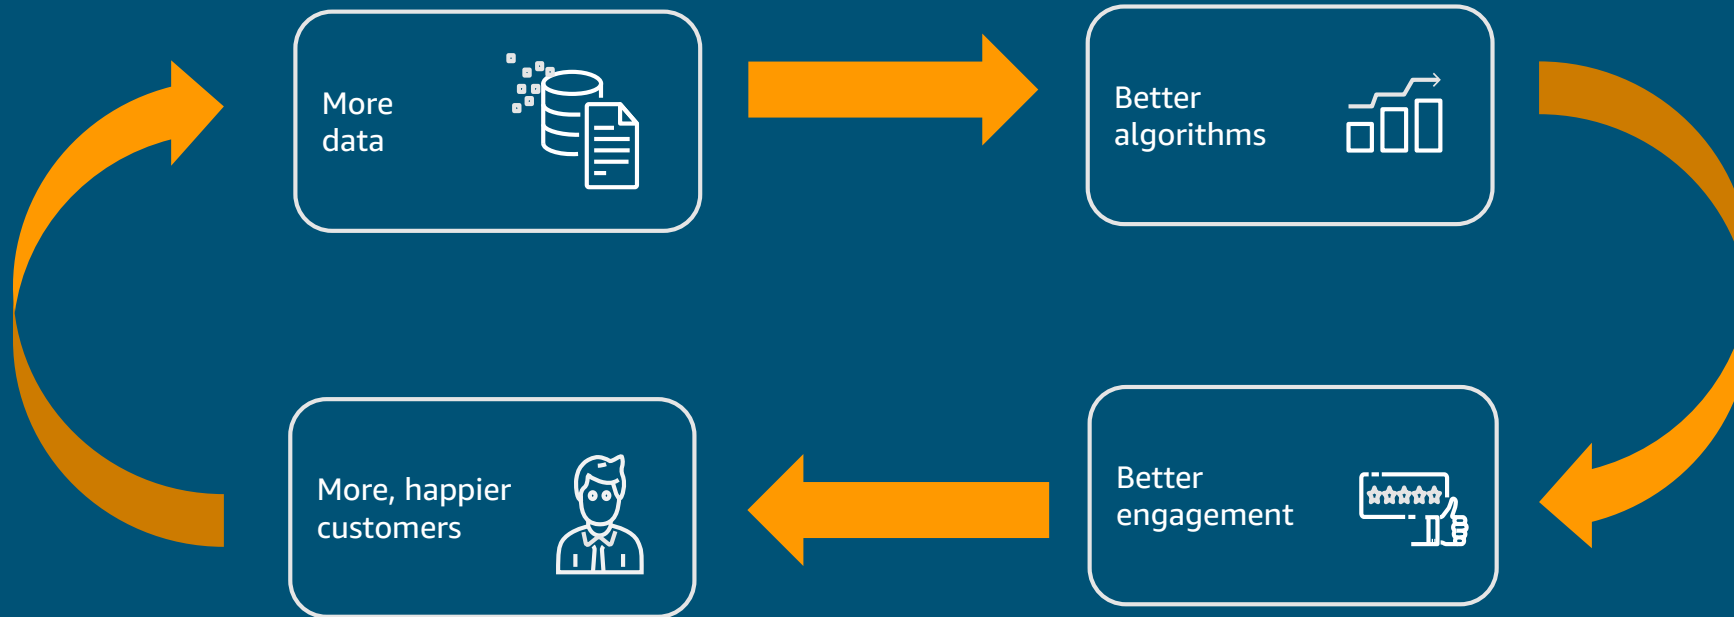 More
data
Better
algorithms
More, happier
customers
Better
engagement